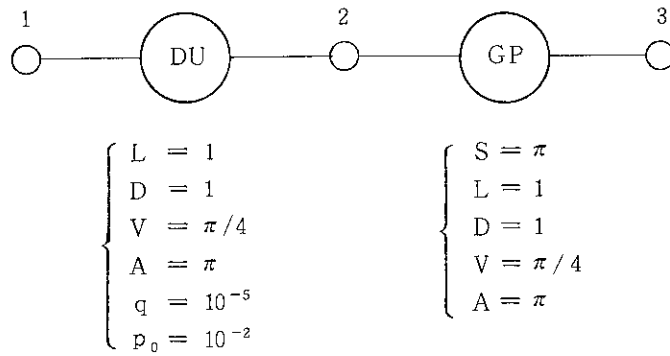 1 2 3
DU GP
L = 1
D = 1
V = π/4
A = π
q = 10⁻⁵
p₀ = 10⁻²
S = π
L = 1
D = 1
V = π/4
A = π